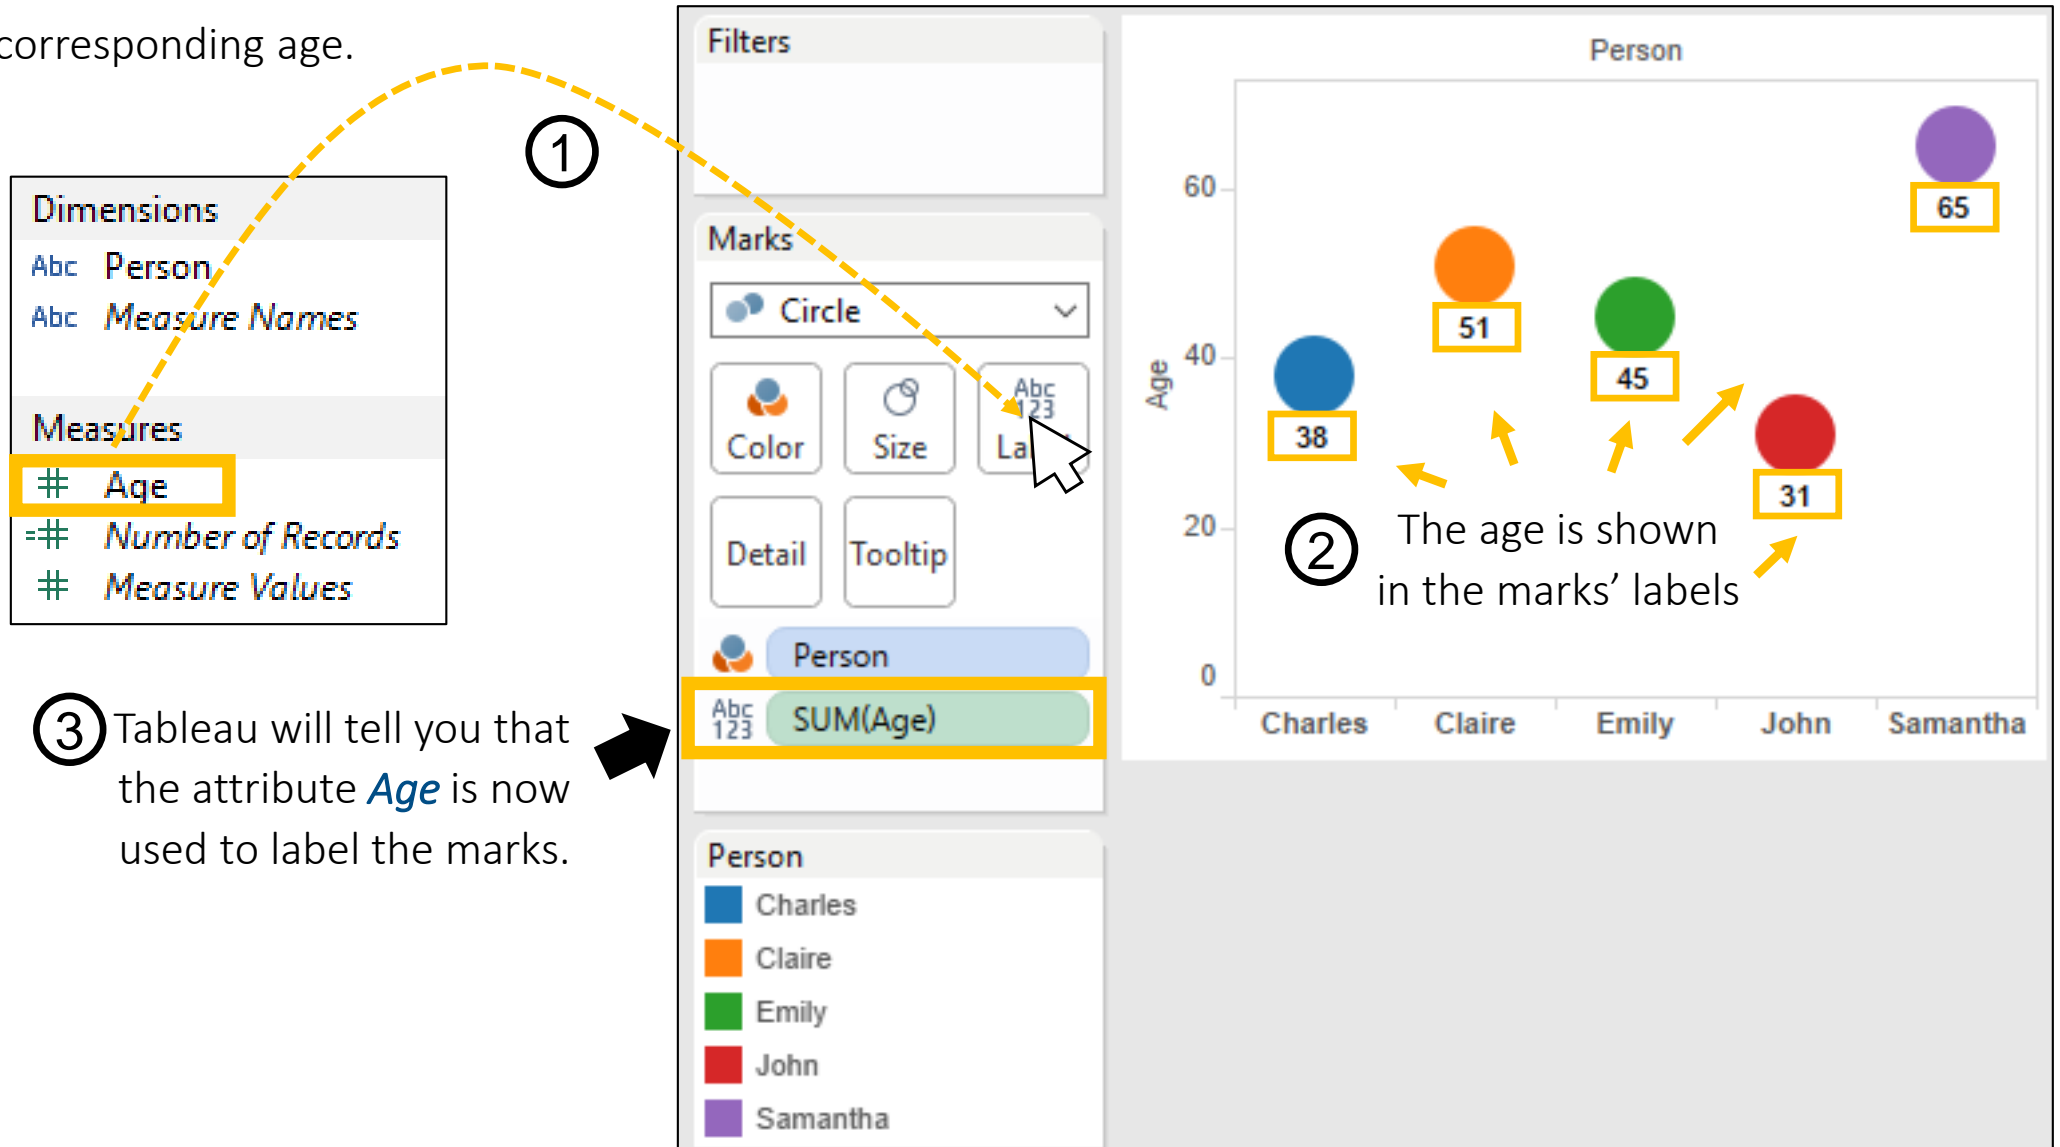 corresponding age.
1
Dimensions
Abc Person
Abc Measure Names
Measures
# Age
=# Number of Records
# Measure Values
3 Tableau will tell you that
the attribute Age is now
used to label the marks.
Filters
Marks
Circle
Color
Size
Abc
123
Detail
Tooltip
Person
Abc
123
SUM(Age)
Person
Charles
Claire
Emily
John
Samantha
Person
Age
60
40
20
0
65
51
45
38
31
2 The age is shown
in the marks’ labels
Charles Claire Emily John Samantha